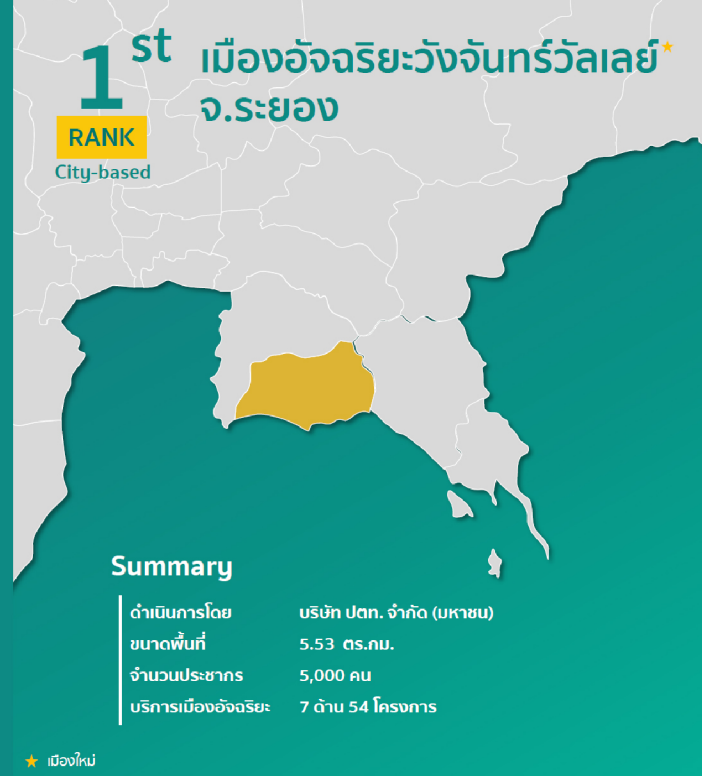 1st
เมืองอัจฉริยะวังจันทร์วัลเลย์★
จ.ระยอง
RANK
City-based
Summary
ดำเนินการโดย บริษัท ปตท. จำกัด (มหาชน)
ขนาดพื้นที่ 5.53 ตร.กม.
จำนวนประชากร 5,000 คน
บริการเมืองอัจฉริยะ 7 ด้าน 54 โครงการ
★ เมืองใหม่